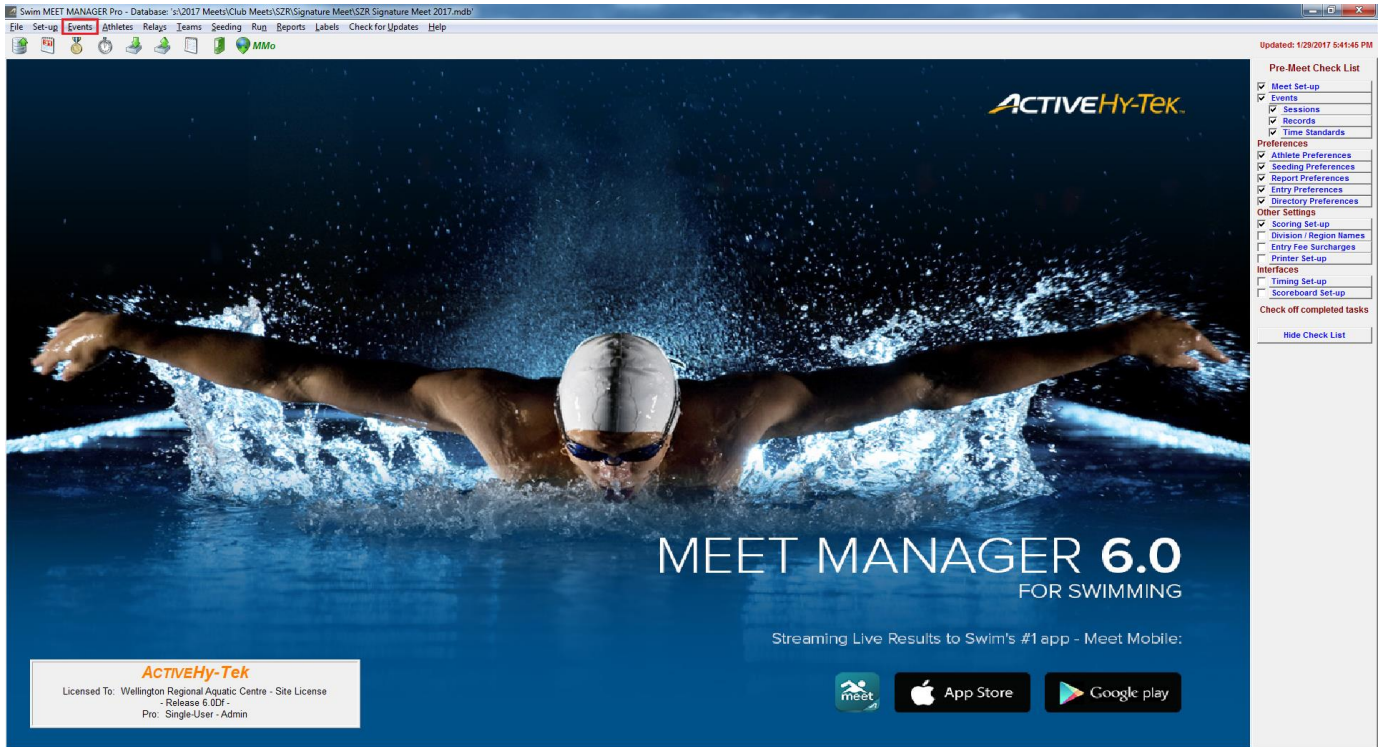 Swim MEET MANAGER Pro - Database: 's:\2017 Meets\Club Meets\SZR\Signature Meet\SZR Signature Meet 2017.mdb'
File Set-up Events Athletes Relays Teams Seeding Run Reports Labels Check for Updates Help
MMo
Updated: 1/29/2017 5:41:45 PM
Pre-Meet Check List
Meet Set-up
Events
Sessions
Records
Time Standards
Preferences
Athlete Preferences
Seeding Preferences
Report Preferences
Entry Preferences
Directory Preferences
Other Settings
Scoring Set-up
Division / Region Names
Entry Fee Surcharges
Printer Set-up
Interfaces
Timing Set-up
Scoreboard Set-up
Check off completed tasks
Hide Check List
ACTIVEHY-TEK
MEET MANAGER 6.0
FOR SWIMMING
Streaming Live Results to Swim's #1 app - Meet Mobile:
meet
App Store
Google play
ACTIVEHy-Tek
Licensed To: Wellington Regional Aquatic Centre - Site License
- Release 6.0Df -
Pro: Single-User - Admin